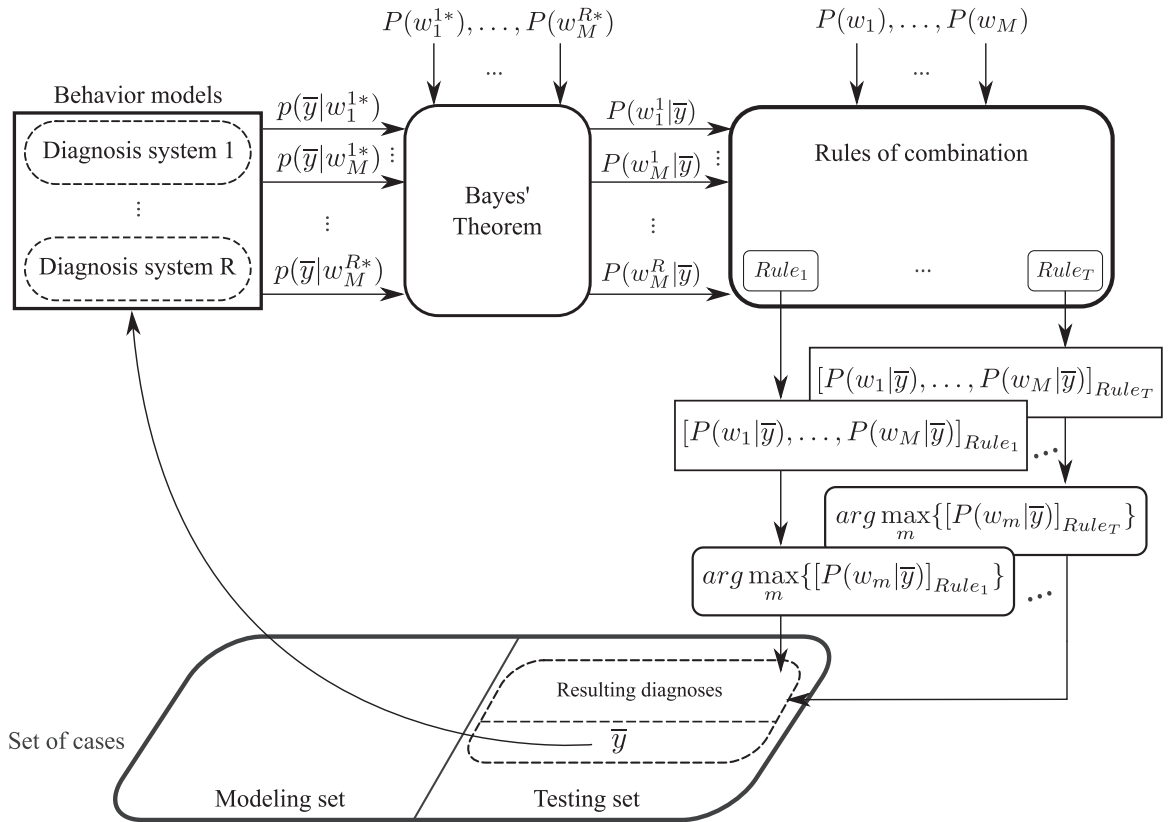 P(w_1^{1*}), ..., P(w_M^{R*})
P(w_1), ..., P(w_M)
...
...
Behavior models
Diagnosis system 1
⋮
Diagnosis system R
p(y̅|w_1^{1*})
p(y̅|w_M^{1*})
⋮
⋮
p(y̅|w_M^{R*})
Bayes'
Theorem
P(w_1^1|y̅)
P(w_M^1|y̅)
⋮
⋮
P(w_M^R|y̅)
Rules of combination
Rule_1
...
Rule_T
[P(w_1|y̅), ..., P(w_M|y̅)]_{Rule_T}
[P(w_1|y̅), ..., P(w_M|y̅)]_{Rule_1}
...
arg max_m{[P(w_m|y̅)]_{Rule_T}}
arg max_m{[P(w_m|y̅)]_{Rule_1}}
...
Resulting diagnoses
y̅
Set of cases
Modeling set
Testing set